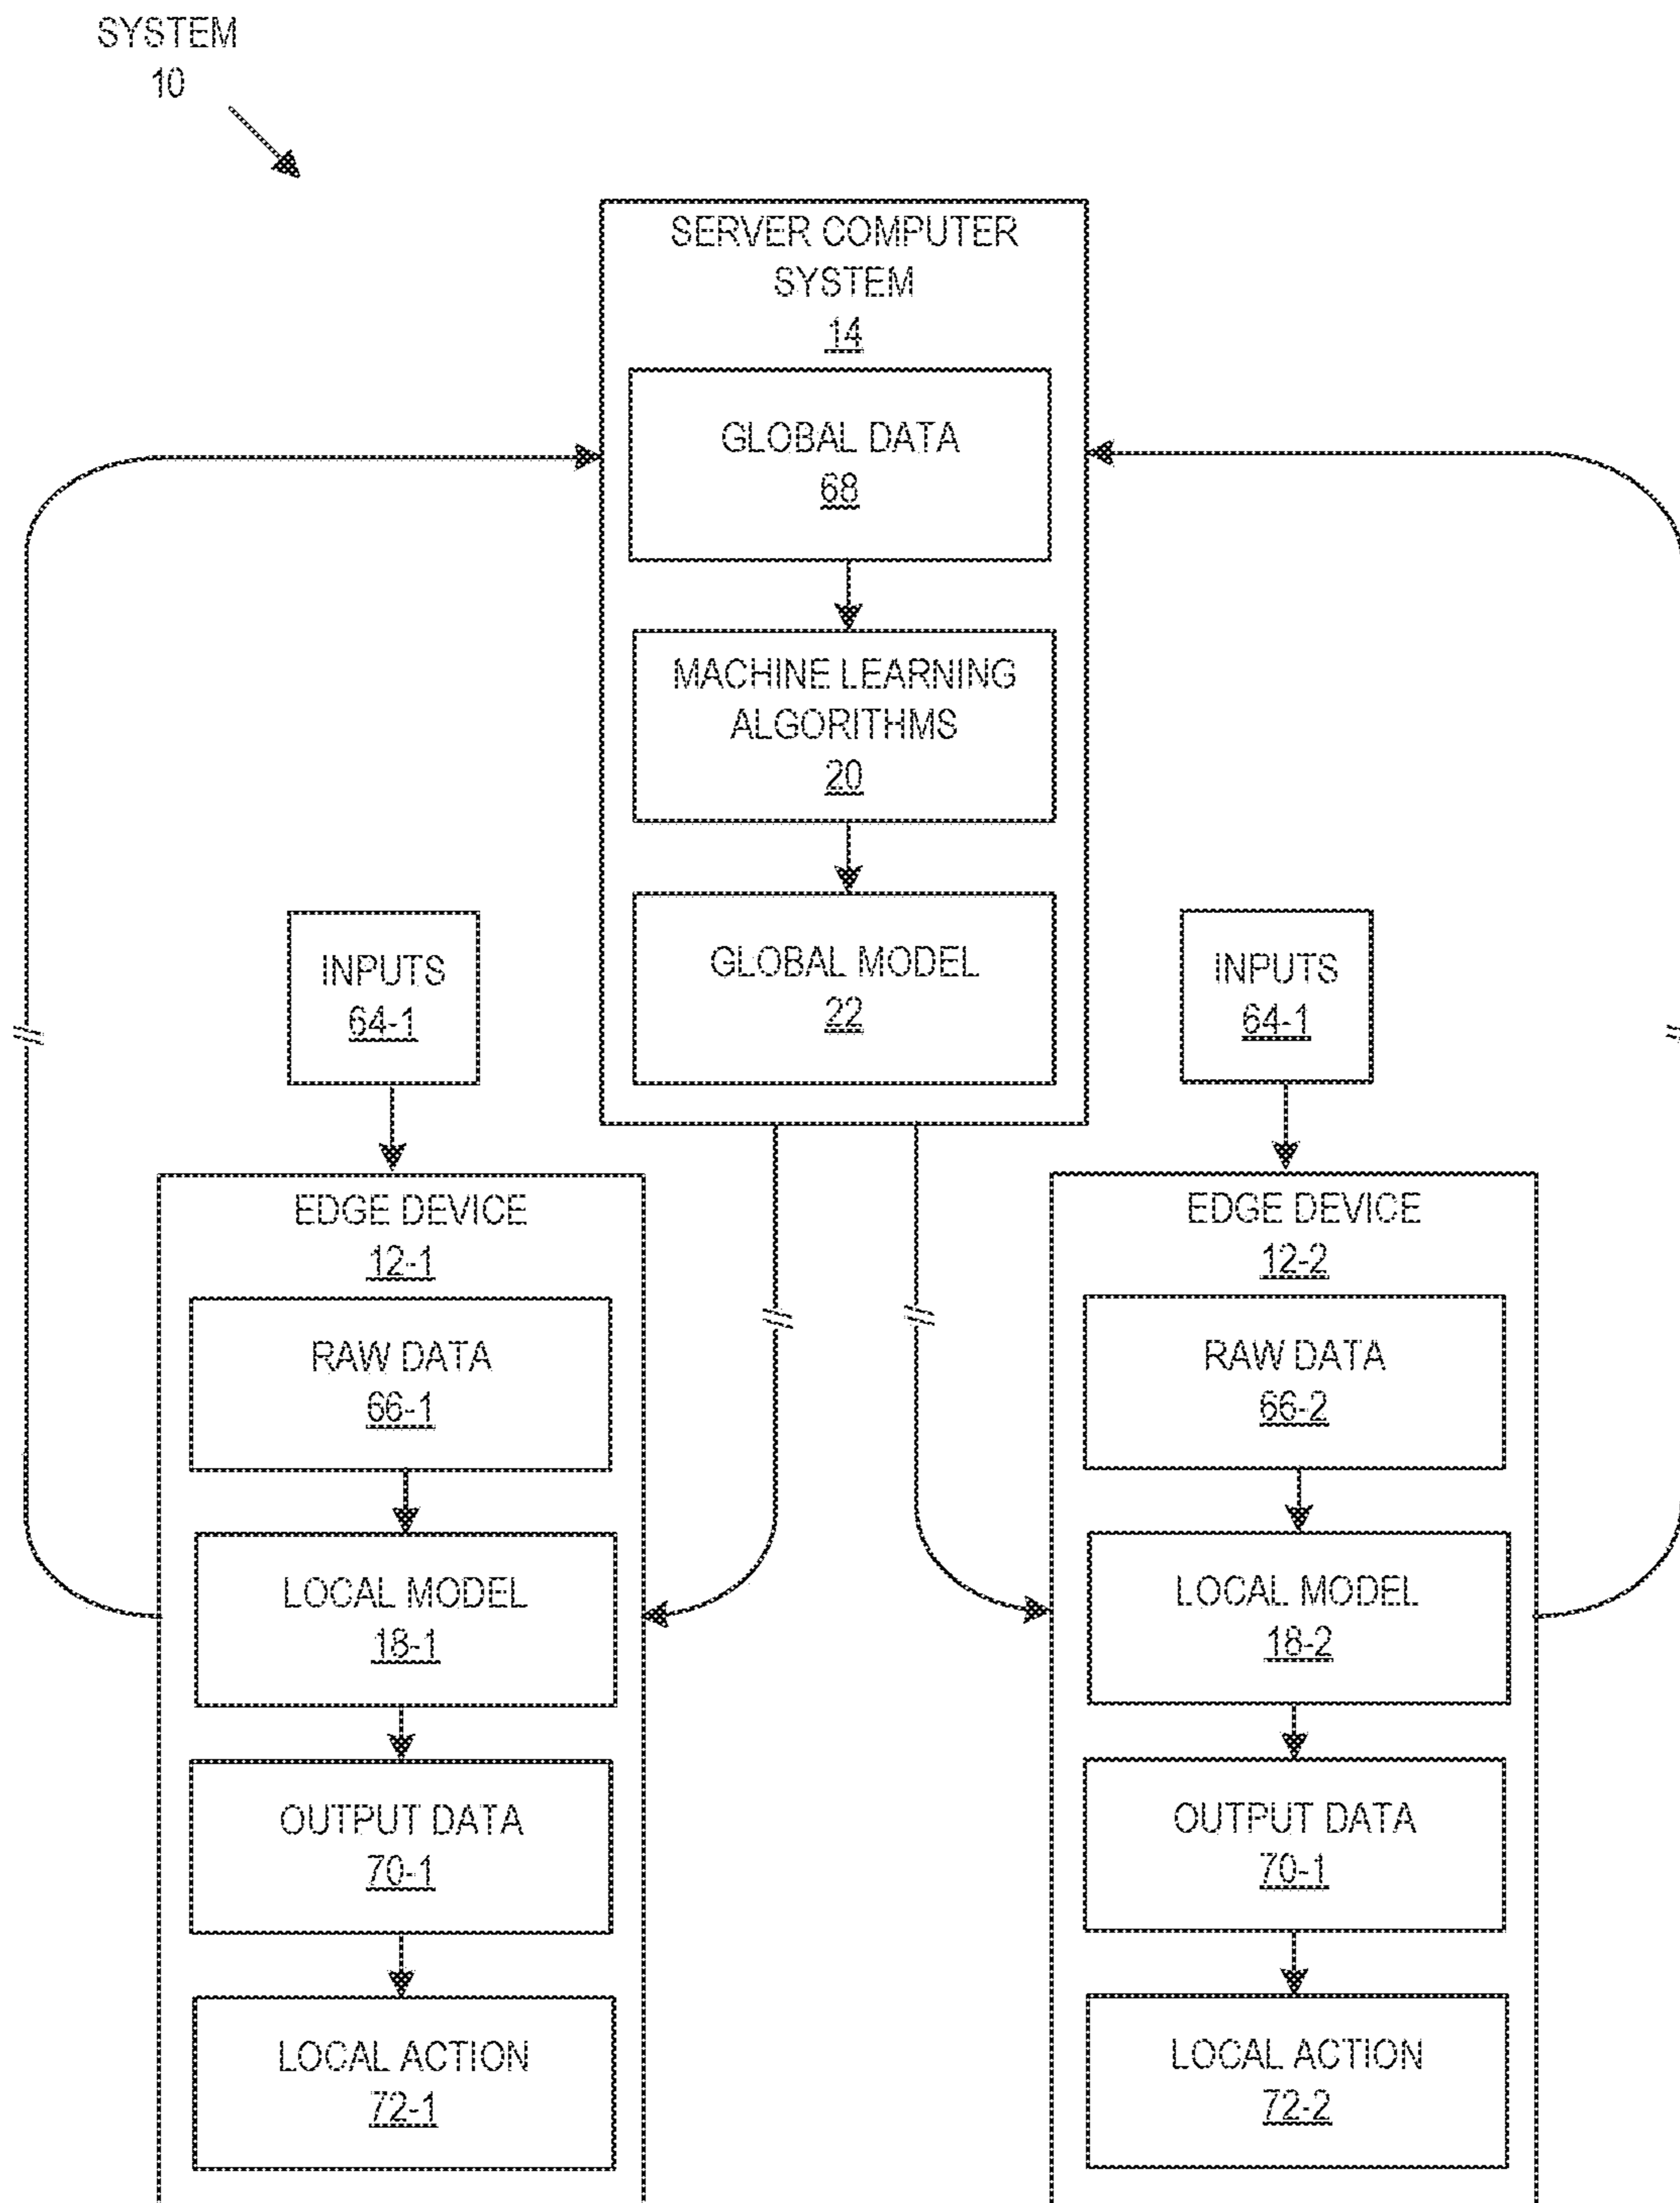 SYSTEM
10
SERVER COMPUTER
SYSTEM
14
GLOBAL DATA
68
MACHINE LEARNING
ALGORITHMS
20
GLOBAL MODEL
22
INPUTS
64-1
INPUTS
64-1
EDGE DEVICE
12-1
RAW DATA
66-1
LOCAL MODEL
18-1
OUTPUT DATA
70-1
LOCAL ACTION
72-1
EDGE DEVICE
12-2
RAW DATA
66-2
LOCAL MODEL
18-2
OUTPUT DATA
70-1
LOCAL ACTION
72-2